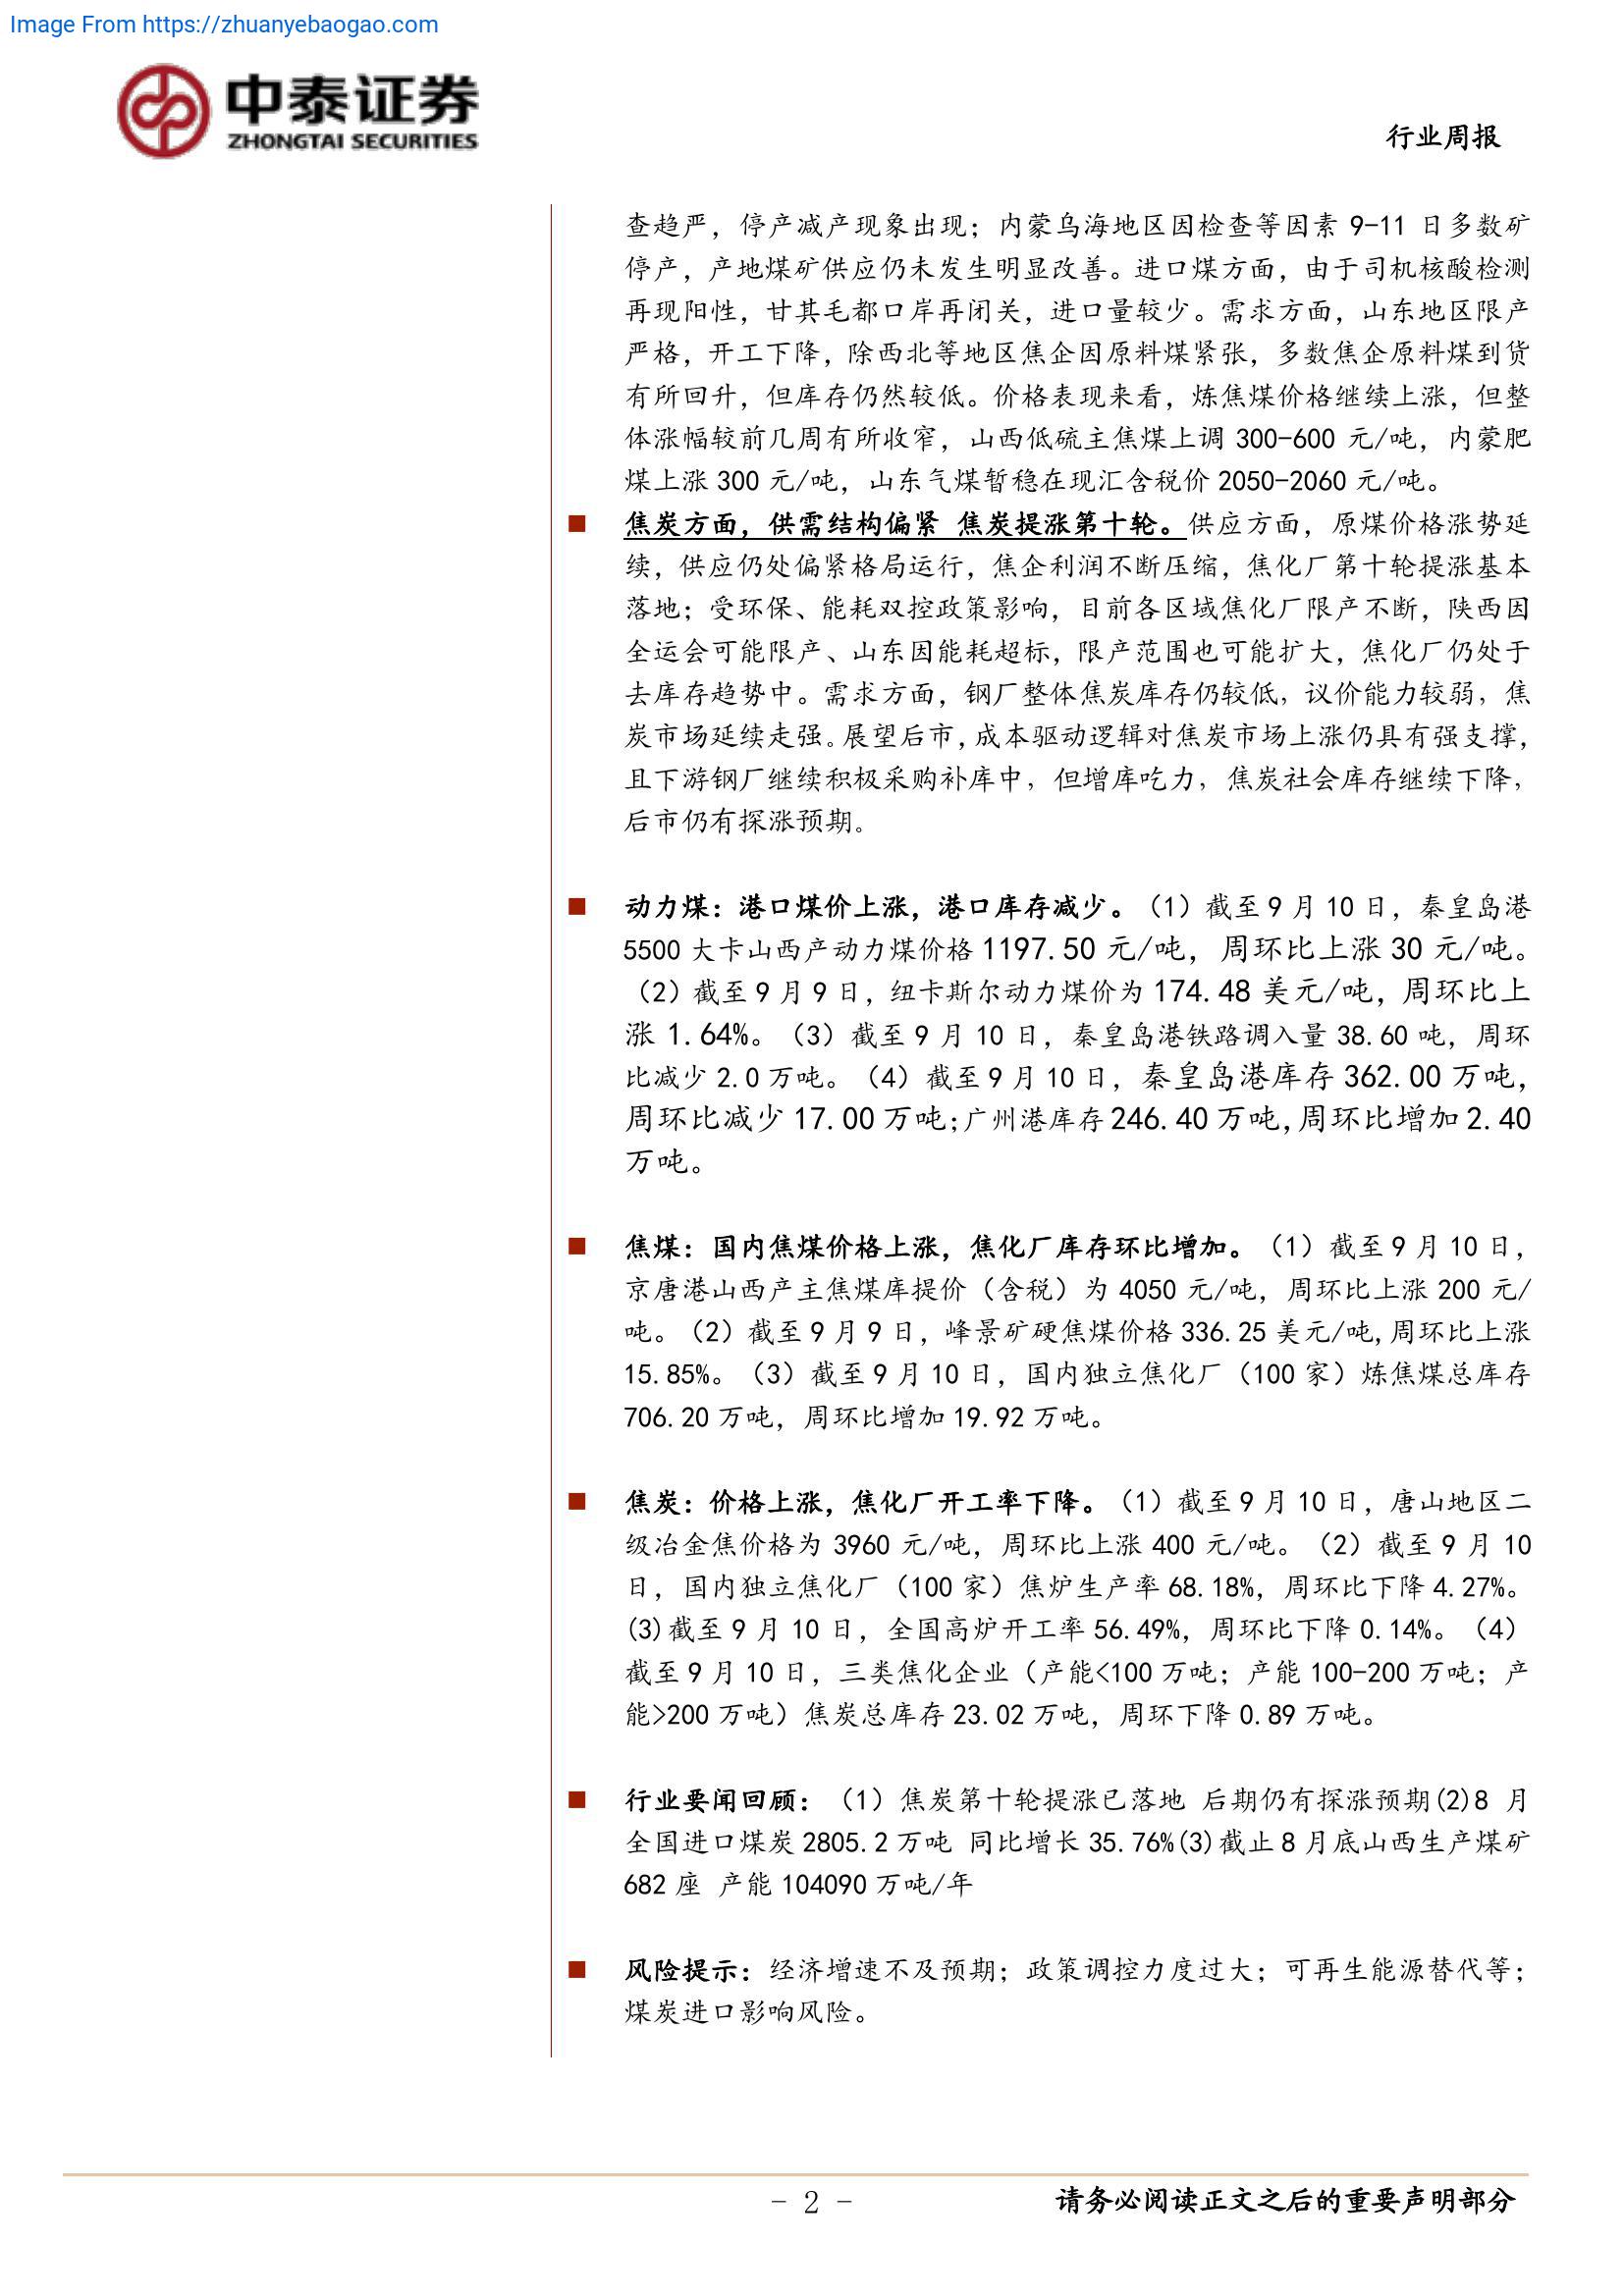 Image From https://zhuanyebaogao.com
中泰证券
ZHONGTAI SECURITIES
行业周报
查趋严，停产减产现象出现；内蒙乌海地区因检查等因素 9-11 日多数矿
停产，产地煤矿供应仍未发生明显改善。进口煤方面，由于司机核酸检测
再现阳性，甘其毛都口岸再闭关，进口量较少。需求方面，山东地区限产
严格，开工下降，除西北等地区焦企因原料煤紧张，多数焦企原料煤到货
有所回升，但库存仍然较低。价格表现来看，炼焦煤价格继续上涨，但整
体涨幅较前几周有所收窄，山西低硫主焦煤上调 300-600 元/吨，内蒙肥
煤上涨 300 元/吨，山东气煤暂稳在现汇含税价 2050-2060 元/吨。
■ 焦炭方面，供需结构偏紧 焦炭提涨第十轮。供应方面，原煤价格涨势延
续，供应仍处偏紧格局运行，焦企利润不断压缩，焦化厂第十轮提涨基本
落地；受环保、能耗双控政策影响，目前各区域焦化厂限产不断，陕西因
全运会可能限产、山东因能耗超标，限产范围也可能扩大，焦化厂仍处于
去库存趋势中。需求方面，钢厂整体焦炭库存仍较低，议价能力较弱，焦
炭市场延续走强。展望后市，成本驱动逻辑对焦炭市场上涨仍具有强支撑，
且下游钢厂继续积极采购补库中，但增库吃力，焦炭社会库存继续下降，
后市仍有探涨预期。
■ 动力煤：港口煤价上涨，港口库存减少。（1）截至 9 月 10 日，秦皇岛港
5500 大卡山西产动力煤价格 1197.50 元/吨，周环比上涨 30 元/吨。
（2）截至 9 月 9 日，纽卡斯尔动力煤价为 174.48 美元/吨，周环比上
涨 1.64%。（3）截至 9 月 10 日，秦皇岛港铁路调入量 38.60 吨，周环
比减少 2.0 万吨。（4）截至 9 月 10 日，秦皇岛港库存 362.00 万吨，
周环比减少 17.00 万吨;广州港库存 246.40 万吨,周环比增加 2.40
万吨。
■ 焦煤：国内焦煤价格上涨，焦化厂库存环比增加。（1）截至 9 月 10 日，
京唐港山西产主焦煤库提价（含税）为 4050 元/吨，周环比上涨 200 元/
吨。（2）截至 9 月 9 日，峰景矿硬焦煤价格 336.25 美元/吨,周环比上涨
15.85%。（3）截至 9 月 10 日，国内独立焦化厂（100 家）炼焦煤总库存
706.20 万吨，周环比增加 19.92 万吨。
■ 焦炭：价格上涨，焦化厂开工率下降。（1）截至 9 月 10 日，唐山地区二
级冶金焦价格为 3960 元/吨，周环比上涨 400 元/吨。（2）截至 9 月 10
日，国内独立焦化厂（100 家）焦炉生产率 68.18%，周环比下降 4.27%。
(3)截至 9 月 10 日，全国高炉开工率 56.49%，周环比下降 0.14%。（4）
截至 9 月 10 日，三类焦化企业（产能<100 万吨；产能 100-200 万吨；产
能>200 万吨）焦炭总库存 23.02 万吨，周环下降 0.89 万吨。
■ 行业要闻回顾：（1）焦炭第十轮提涨已落地 后期仍有探涨预期(2)8 月
全国进口煤炭 2805.2 万吨 同比增长 35.76%(3)截止 8 月底山西生产煤矿
682 座 产能 104090 万吨/年
■ 风险提示：经济增速不及预期；政策调控力度过大；可再生能源替代等；
煤炭进口影响风险。
- 2 -
请务必阅读正文之后的重要声明部分